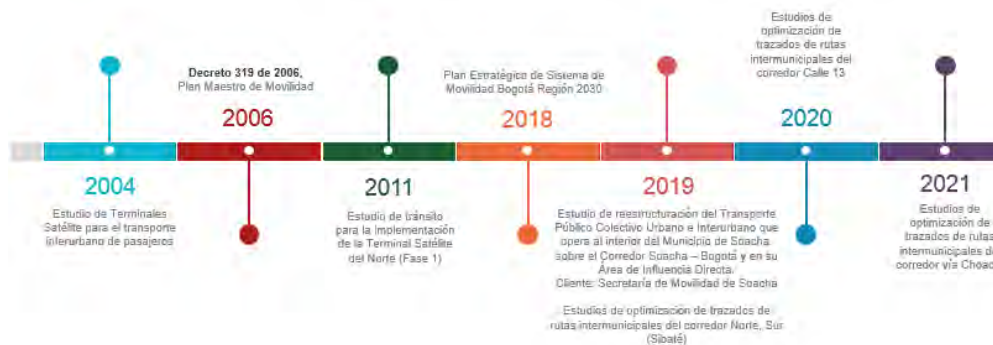 2004
Estudio de Terminales
Satélite para el transporte
interurbano de pasajeros
Decreto 319 de 2006,
Plan Maestro de Movilidad
2006
2011
Estudio de tránsito
para la implementación
de la Terminal Satélite
del Norte (Fase 1)
Plan Estratégico de Sistema de
Movilidad Bogotá Región 2030
2018
2019
Estudio de reestructuración del Transporte
Público Colectivo Urbano e Interurbano que
opera al interior del Municipio de Soacha
sobre el Corredor Soacha – Bogotá y en su
Área de Influencia Directa.
Cliente: Secretaría de Movilidad de Soacha
Estudios de optimización de trazados de
rutas intermunicipales del corredor Norte, Sur
(Sibaté)
Estudios de
optimización de
trazados de rutas
intermunicipales del
corredor Calle 13
2020
2021
Estudios de
optimización de
trazados de rutas
intermunicipales de
corredor vía